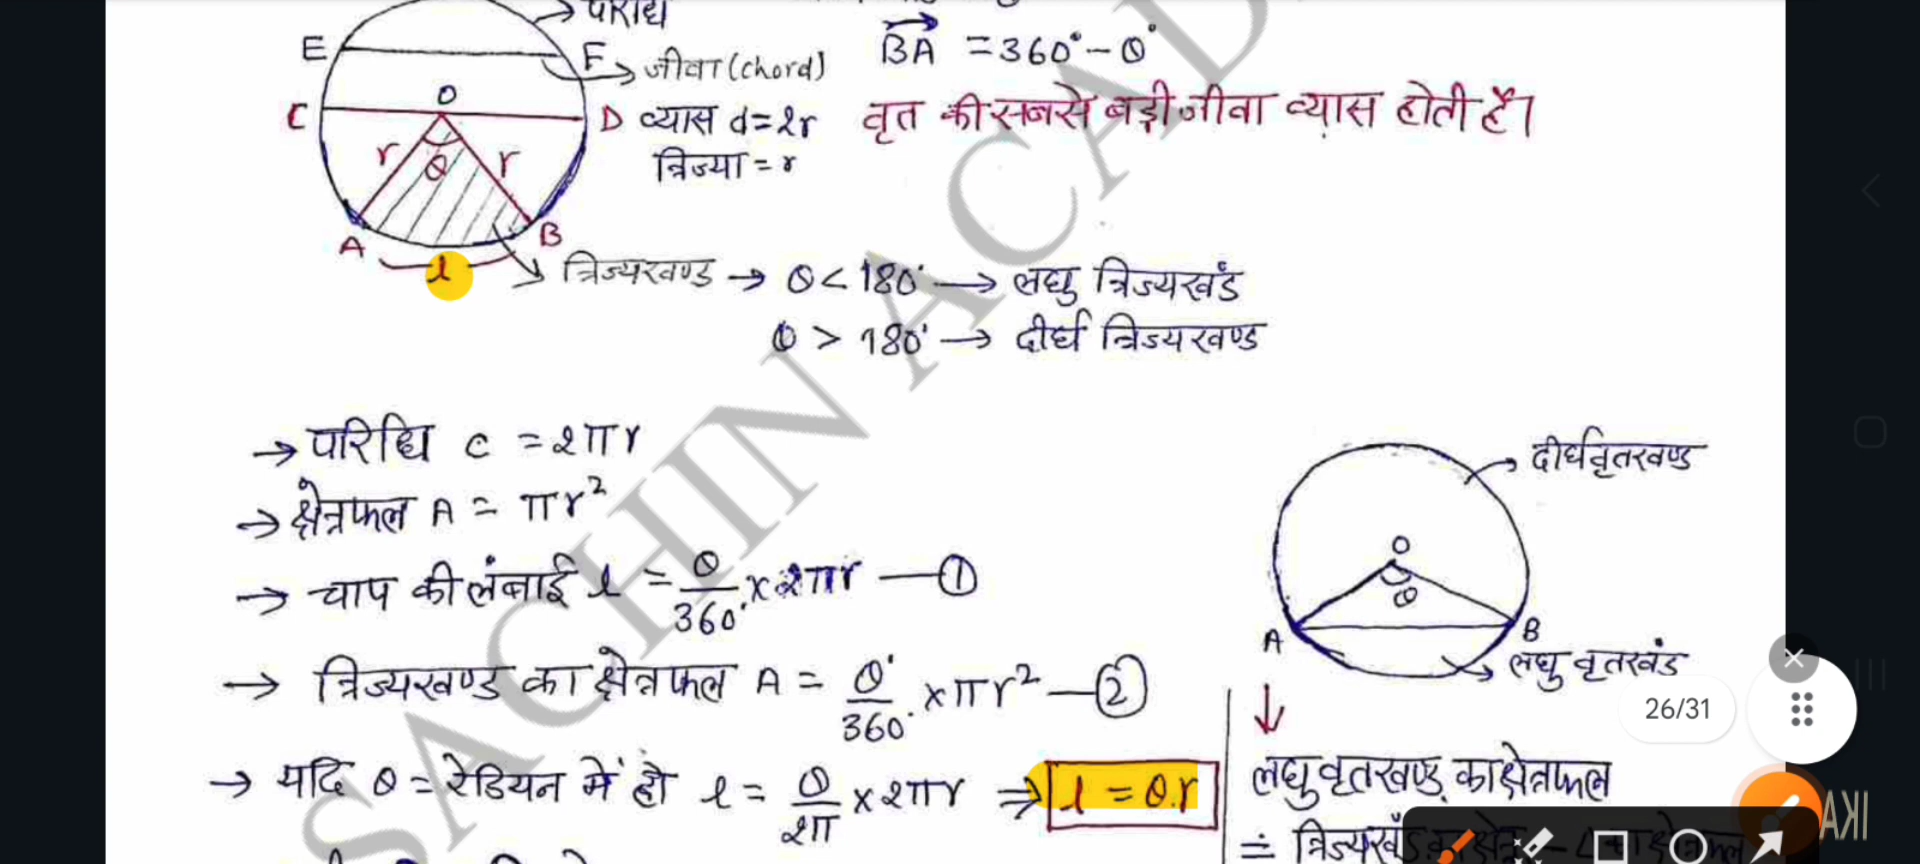 परिधि
BA = 360° - θ°
E
F
जीवा (chord)
O
C
D व्यास d = 2r
वृत की सबसे बड़ी जीवा व्यास होती है।
r
θ
r
त्रिज्या = r
A
B
l
त्रिज्यखण्ड → θ < 180° → लघु त्रिज्यखंड
θ > 180° → दीर्घ त्रिज्यखण्ड
→ परिधि C = 2πr
→ क्षेत्रफल A = πr²
→ चाप की लंबाई l = θ/360° × 2πr — ①
→ त्रिज्यखण्ड का क्षेत्रफल A = θ°/360° × πr² — ②
→ यदि θ = रेडियन में हो l = θ/2π × 2πr ⇒ l = θ.r
दीर्घवृतखण्ड
O
θ
A
B
लघु वृतखंड
↓
लघु वृतखण्ड का क्षेत्रफल
SACHIN ACAD
26/31